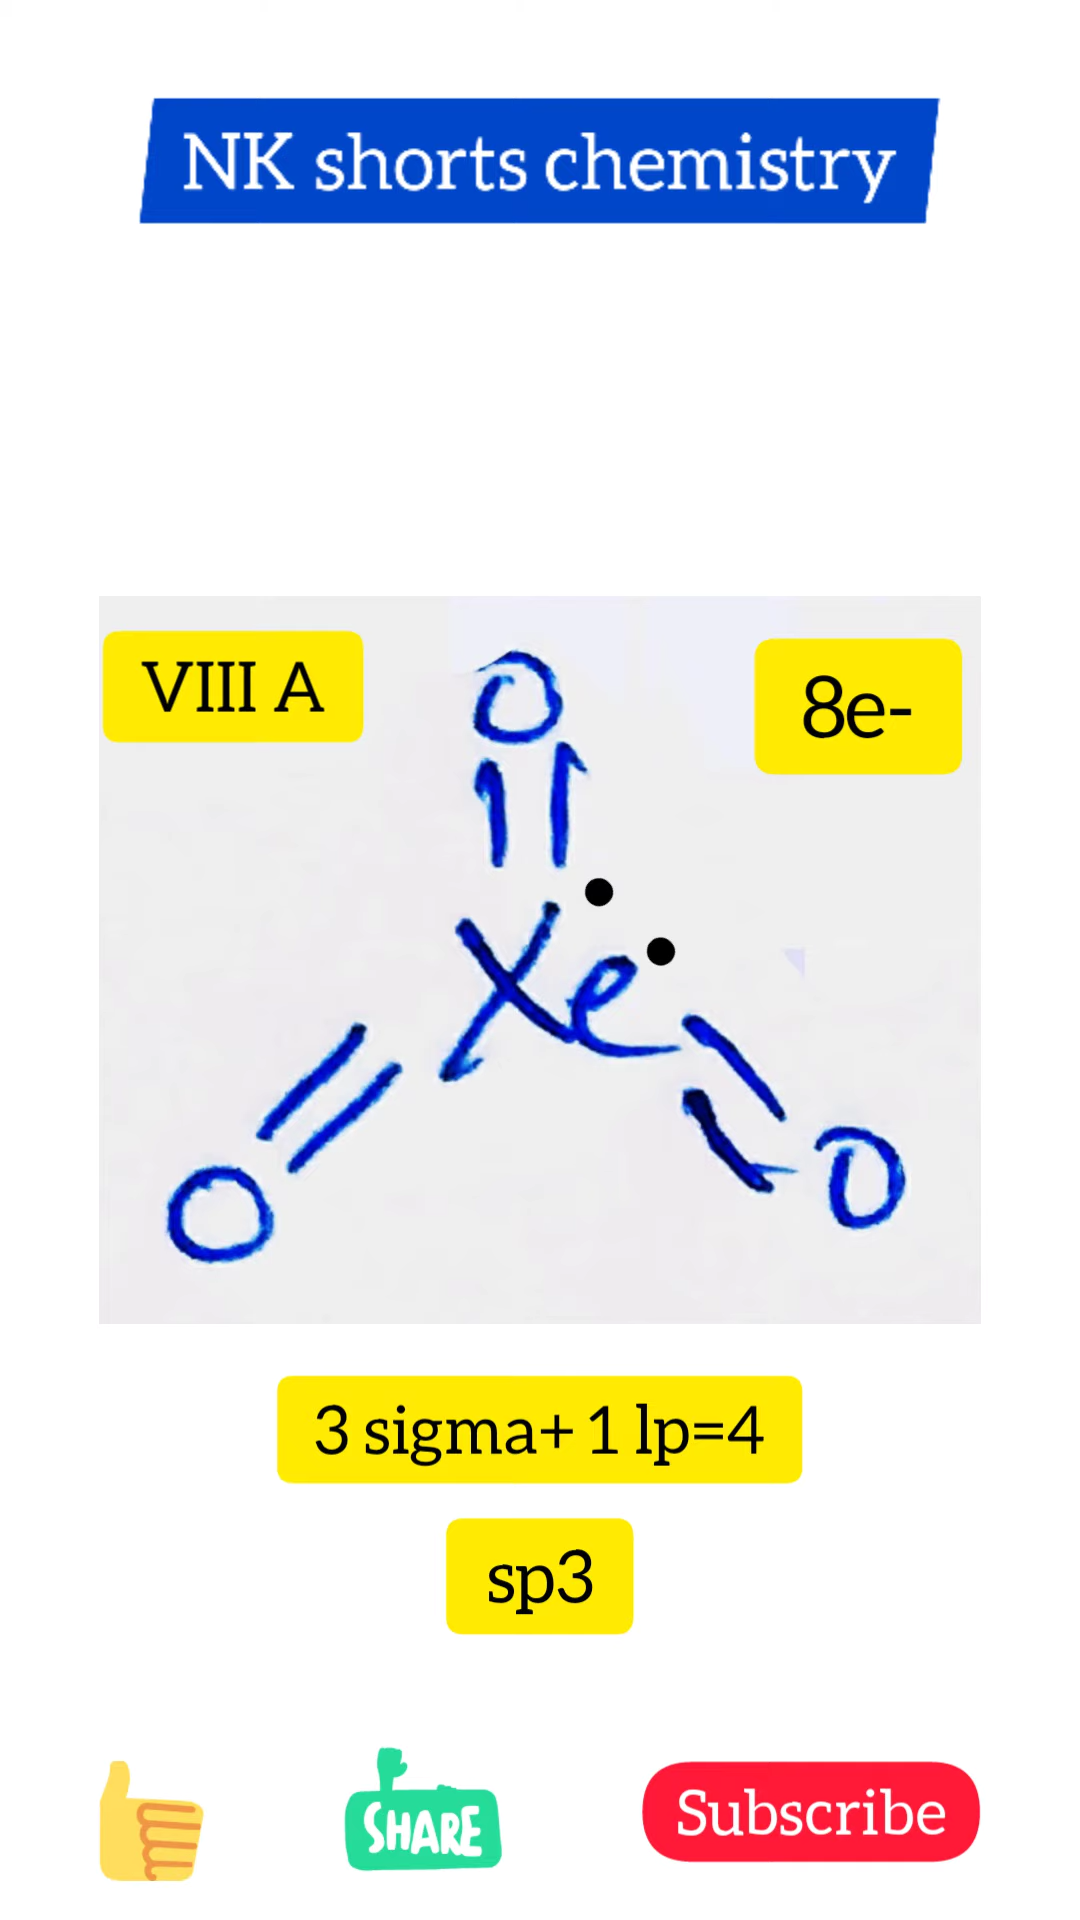 NK shorts chemistry
VIII A
8e-
O
Xe
O
O
3 sigma+ 1 lp=4
sp3
SHARE
Subscribe